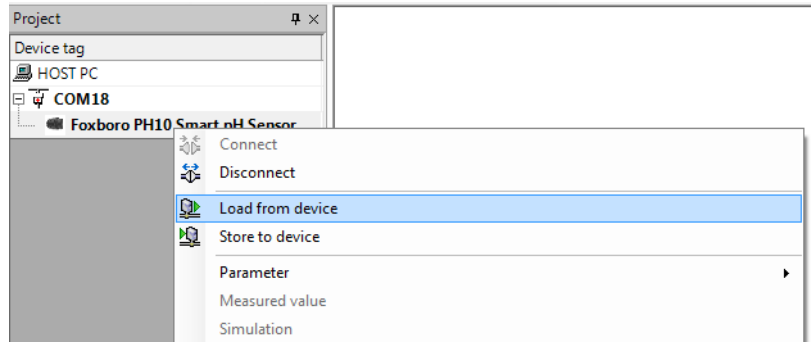 Project
Device tag
HOST PC
COM18
Foxboro PH10 Smart pH Sensor
Connect
Disconnect
Load from device
Store to device
Parameter
Measured value
Simulation